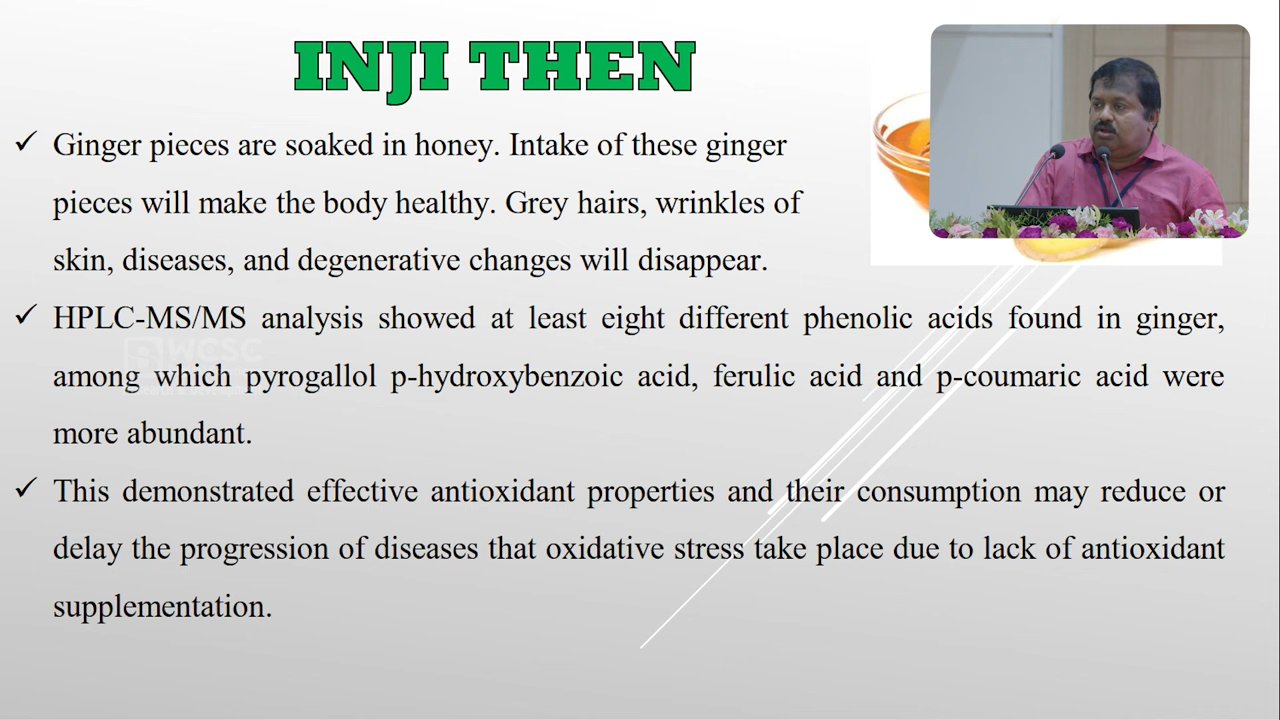 INJI THEN
✓ Ginger pieces are soaked in honey. Intake of these ginger
pieces will make the body healthy. Grey hairs, wrinkles of
skin, diseases, and degenerative changes will disappear.
✓ HPLC-MS/MS analysis showed at least eight different phenolic acids found in ginger,
WCSC
among which pyrogallol p-hydroxybenzoic acid, ferulic acid and p-coumaric acid were
more abundant.
✓ This demonstrated effective antioxidant properties and their consumption may reduce or
delay the progression of diseases that oxidative stress take place due to lack of antioxidant
supplementation.